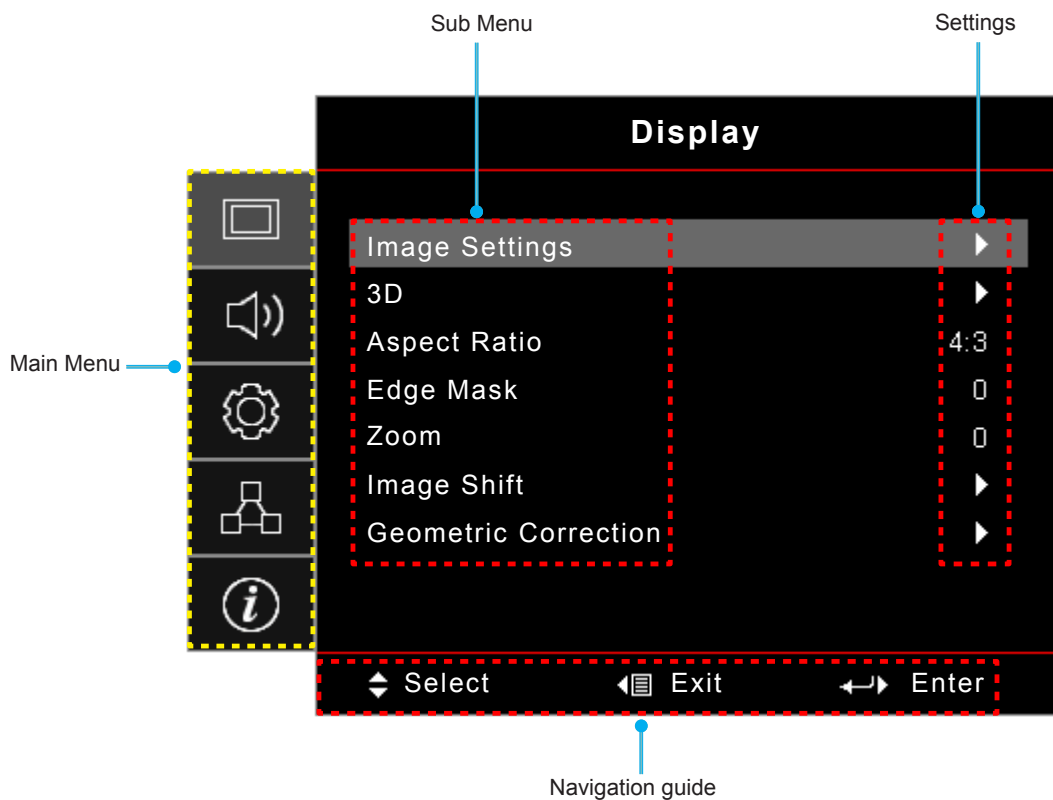 Sub Menu
Settings
Display
Main Menu
Image Settings
3D
Aspect Ratio 4:3
Edge Mask 0
Zoom 0
Image Shift
Geometric Correction
i
Select Exit Enter
Navigation guide